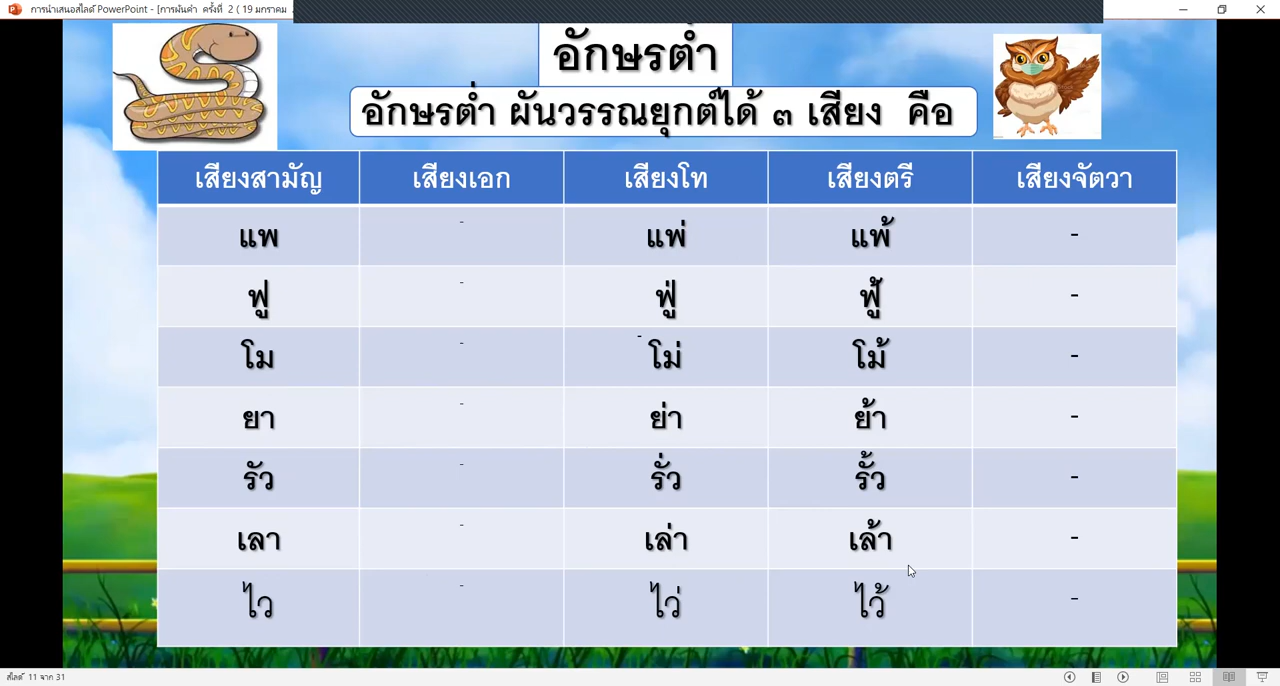 การนำเสนอสไลด์ PowerPoint - [การผันคำ ครั้งที่ 2 ( 19 มกราคม
อักษรต่ำ
อักษรต่ำ ผันวรรณยุกต์ได้ ๓ เสียง คือ
เสียงสามัญ เสียงเอก เสียงโท เสียงตรี เสียงจัตวา
แพ - แพ่ แพ้ -
ฟู - ฟู่ ฟู้ -
โม - - โม่ โม้ -
ยา - ย่า ย้า -
รัว - รั่ว รั้ว -
เลา - เล่า เล้า -
ไว - ไว่ ไว้ -
สไลด์ 11 จาก 31